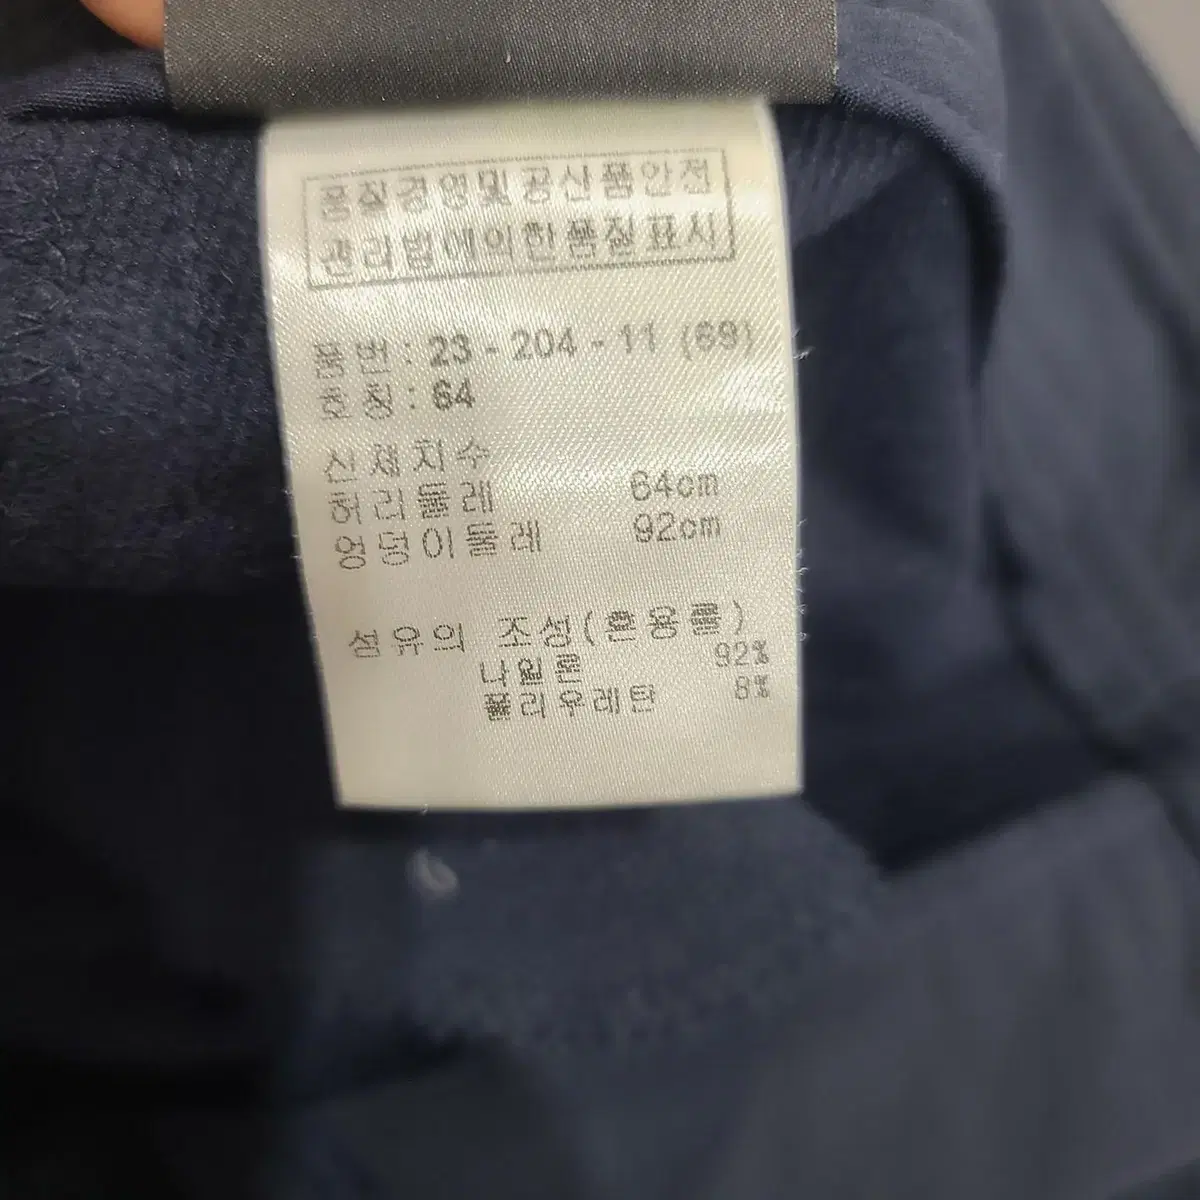 품질경영및공산품안전
관리법에의한품질표시
품번 : 23 - 204 - 11 (69)
호칭 : 64
신체치수
허리둘레 64cm
엉덩이둘레 92cm
섬유의 조성(혼용률)
나일론 92%
폴리우레탄 8%